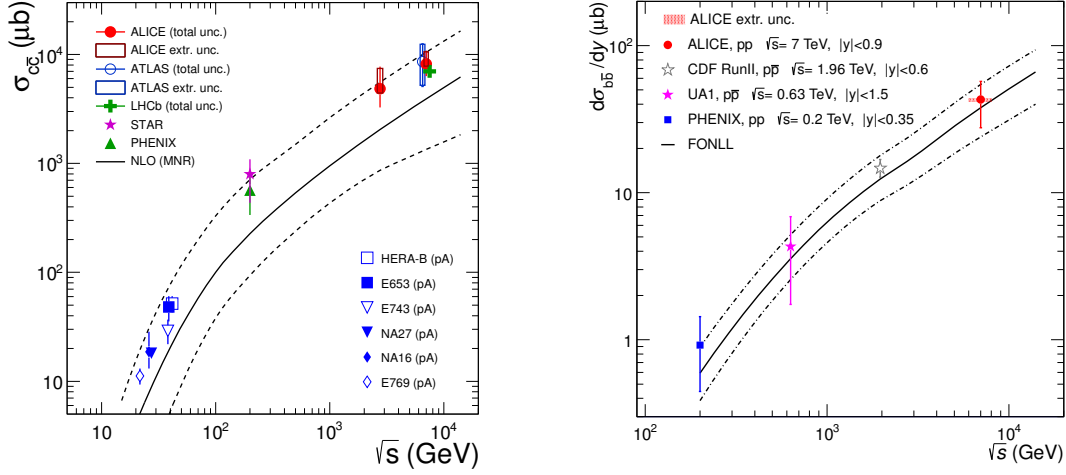 σcc̄ (μb)
ALICE (total unc.)
ALICE extr. unc.
ATLAS (total unc.)
ATLAS extr. unc.
LHCb (total unc.)
STAR
PHENIX
NLO (MNR)
HERA-B (pA)
E653 (pA)
E743 (pA)
NA27 (pA)
NA16 (pA)
E769 (pA)
10⁴
10³
10²
10
10 10² 10³ 10⁴
√s (GeV)
dσbb̄/dy (μb)
ALICE extr. unc.
ALICE, pp √s= 7 TeV, |y|<0.9
CDF RunII, pp̄ √s= 1.96 TeV, |y|<0.6
UA1, pp̄ √s= 0.63 TeV, |y|<1.5
PHENIX, pp √s= 0.2 TeV, |y|<0.35
FONLL
10²
10
1
10² 10³ 10⁴
√s (GeV)